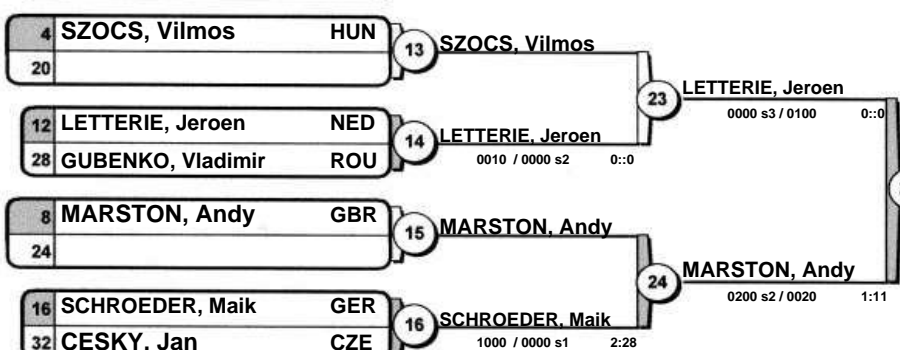 4 SZOCS, Vilmos HUN
20
13 SZOCS, Vilmos
12 LETTERIE, Jeroen NED
28 GUBENKO, Vladimir ROU
14 LETTERIE, Jeroen
0010 / 0000 s2 0::0
23 LETTERIE, Jeroen
0000 s3 / 0100 0::0
8 MARSTON, Andy GBR
24
15 MARSTON, Andy
16 SCHROEDER, Maik GER
32 CESKY, Jan CZE
16 SCHROEDER, Maik
1000 / 0000 s1 2:28
24 MARSTON, Andy
0200 s2 / 0020 1:11